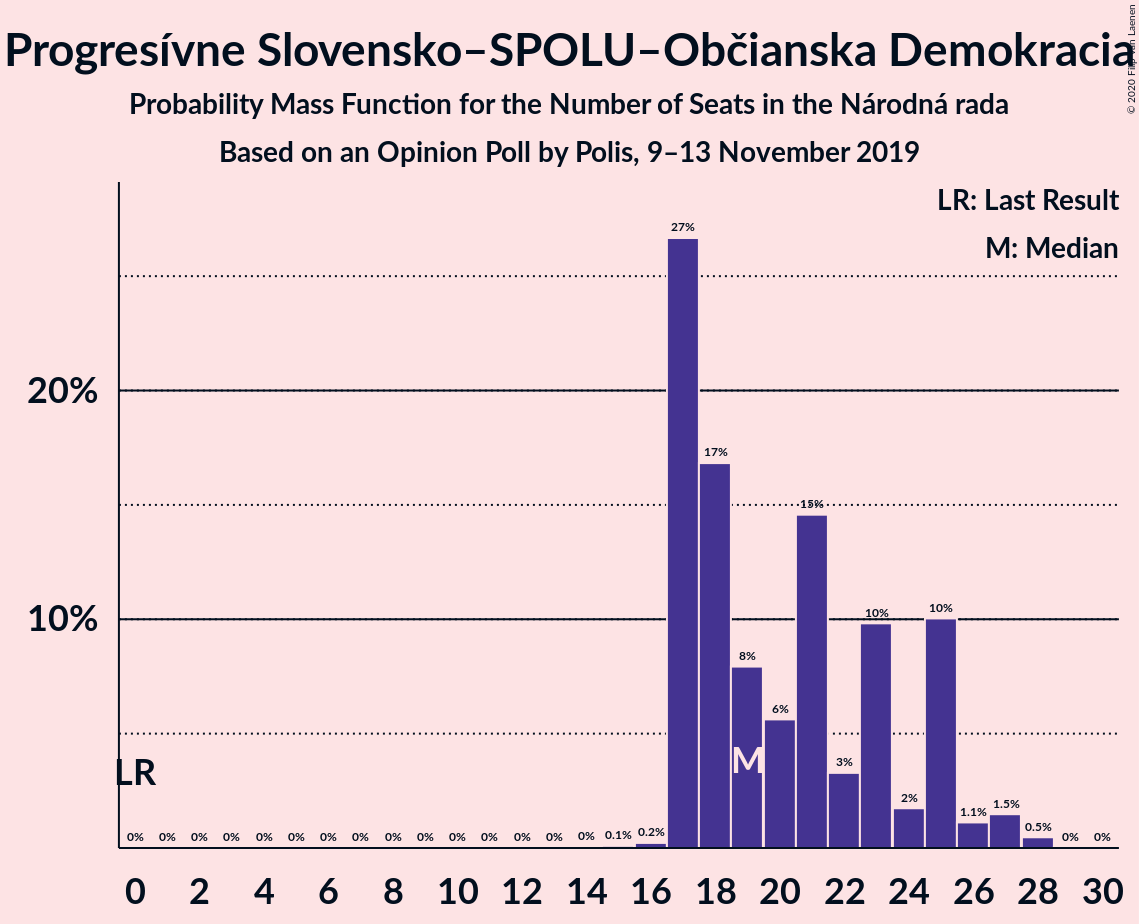 Progresívne Slovensko–SPOLU–Občianska Demokracia
Probability Mass Function for the Number of Seats in the Národná rada
Based on an Opinion Poll by Polis, 9–13 November 2019
© 2020 Filip van Laenen
LR: Last Result
M: Median
20%
10%
27%
17%
8%
6%
15%
3%
10%
2%
10%
1.1%
1.5%
0.5%
0%
0%
LR
M
0% 0% 0% 0% 0% 0% 0% 0% 0% 0% 0% 0% 0% 0% 0% 0.1% 0.2%
0 2 4 6 8 10 12 14 16 18 20 22 24 26 28 30